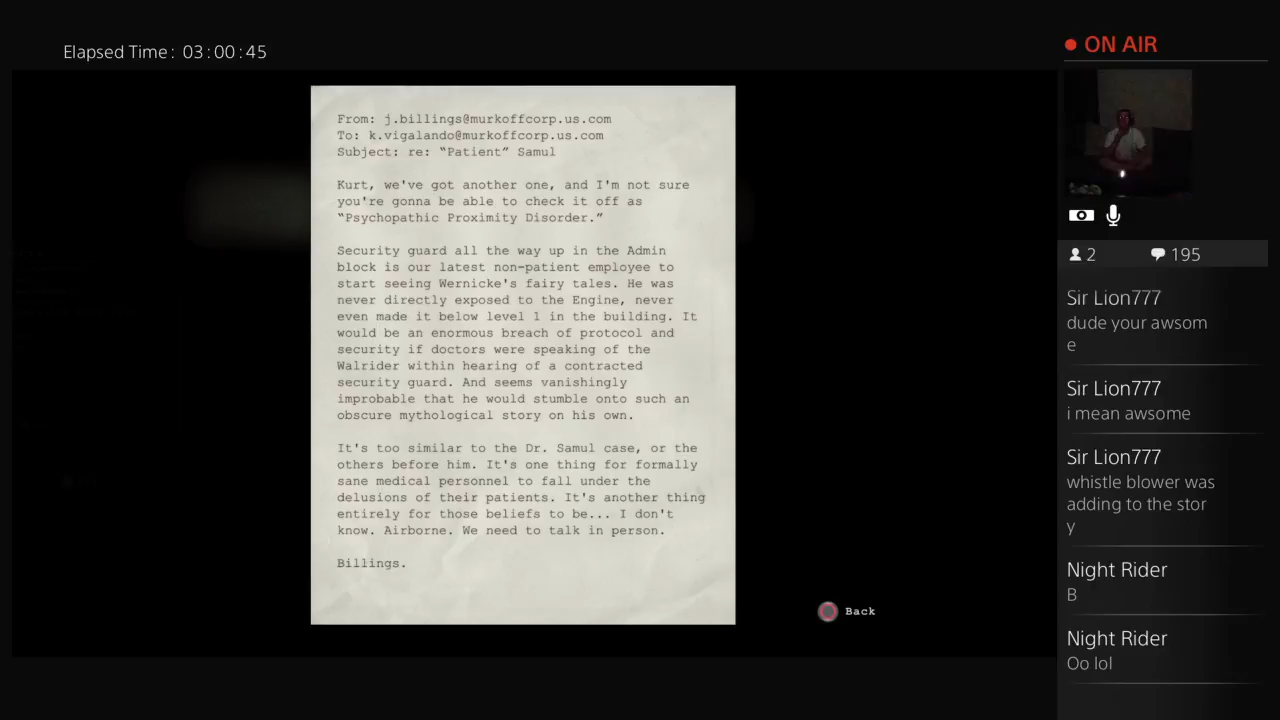 Elapsed Time: 03:00:45
ON AIR
From: j.billings@murkoffcorp.us.com
To: k.vigalando@murkoffcorp.us.com
Subject: re: “Patient” Samul
Kurt, we've got another one, and I'm not sure
you're gonna be able to check it off as
“Psychopathic Proximity Disorder.”
Security guard all the way up in the Admin
block is our latest non-patient employee to
start seeing Wernicke's fairy tales. He was
never directly exposed to the Engine, never
even made it below level 1 in the building. It
would be an enormous breach of protocol and
security if doctors were speaking of the
Walrider within hearing of a contracted
security guard. And seems vanishingly
improbable that he would stumble onto such an
obscure mythological story on his own.
It's too similar to the Dr. Samul case, or the
others before him. It's one thing for formally
sane medical personnel to fall under the
delusions of their patients. It's another thing
entirely for those beliefs to be... I don't
know. Airborne. We need to talk in person.
Billings.
Back
2
195
Sir Lion777
dude your awsom
e
Sir Lion777
i mean awsome
Sir Lion777
whistle blower was
adding to the stor
y
Night Rider
B
Night Rider
Oo lol